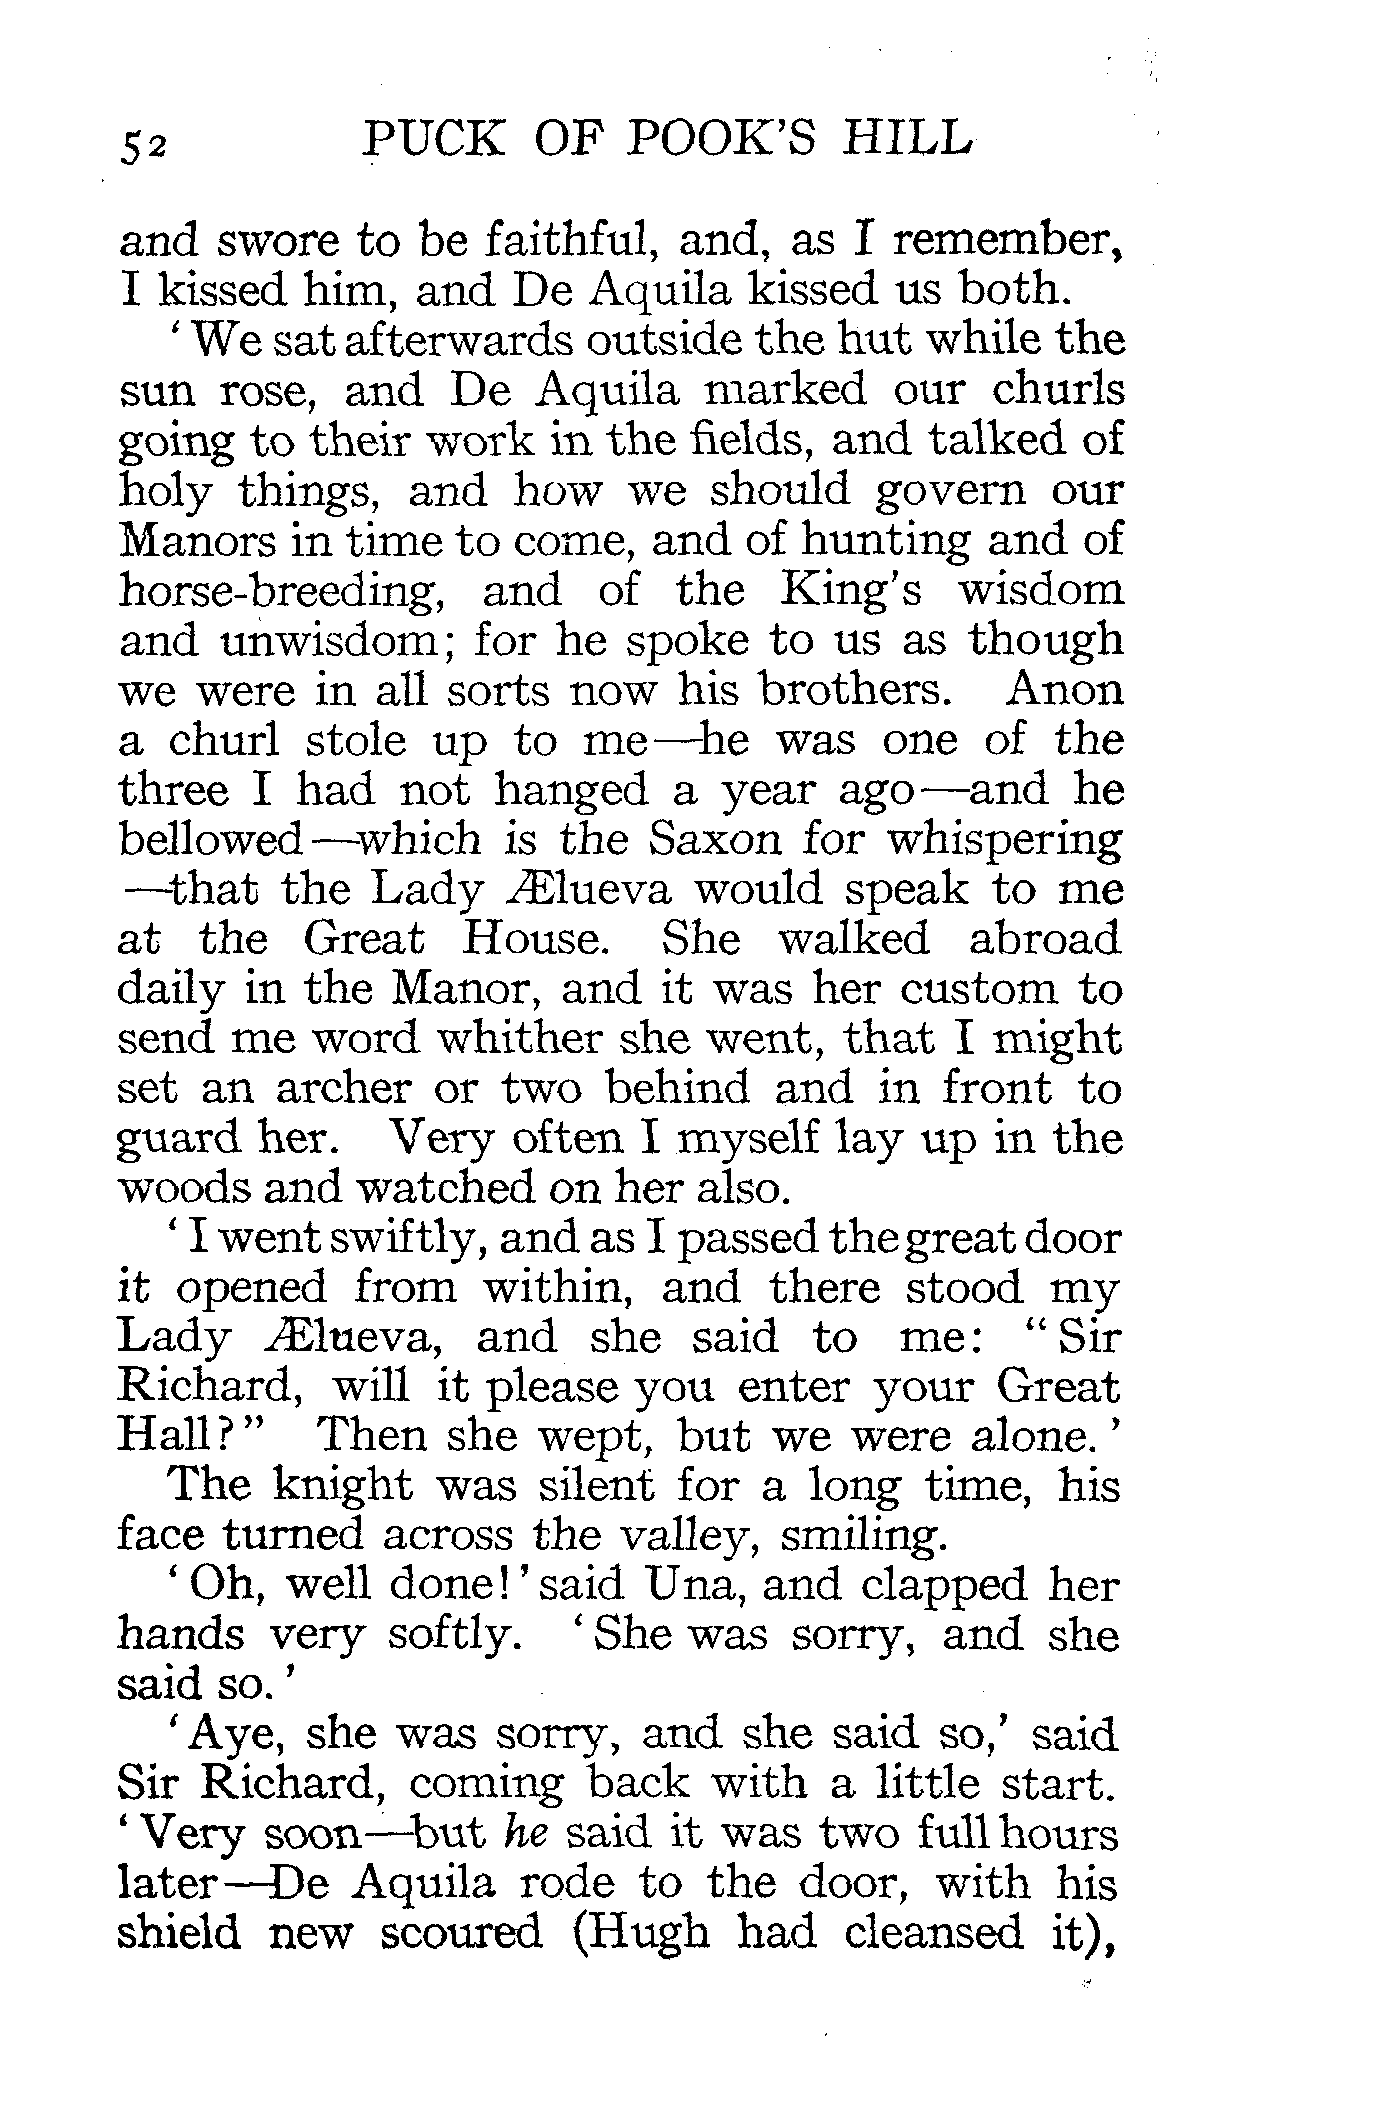 52 PUCK OF POOK'S HILL
and swore to be faithful, and, as I remember,
I kissed him, and De Aquila kissed us both.
‘ We sat afterwards outside the hut while the
sun rose, and De Aquila marked our churls
going to their work in the fields, and talked of
holy things, and how we should govern our
Manors in time to come, and of hunting and of
horse-breeding, and of the King's wisdom
and unwisdom; for he spoke to us as though
we were in all sorts now his brothers. Anon
a churl stole up to me—he was one of the
three I had not hanged a year ago—and he
bellowed—which is the Saxon for whispering
—that the Lady Ælueva would speak to me
at the Great House. She walked abroad
daily in the Manor, and it was her custom to
send me word whither she went, that I might
set an archer or two behind and in front to
guard her. Very often I myself lay up in the
woods and watched on her also.
‘ I went swiftly, and as I passed the great door
it opened from within, and there stood my
Lady Ælueva, and she said to me: “ Sir
Richard, will it please you enter your Great
Hall?” Then she wept, but we were alone.’
The knight was silent for a long time, his
face turned across the valley, smiling.
‘ Oh, well done!’ said Una, and clapped her
hands very softly. ‘ She was sorry, and she
said so.’
‘ Aye, she was sorry, and she said so,’ said
Sir Richard, coming back with a little start.
‘ Very soon—but he said it was two full hours
later—De Aquila rode to the door, with his
shield new scoured (Hugh had cleansed it),